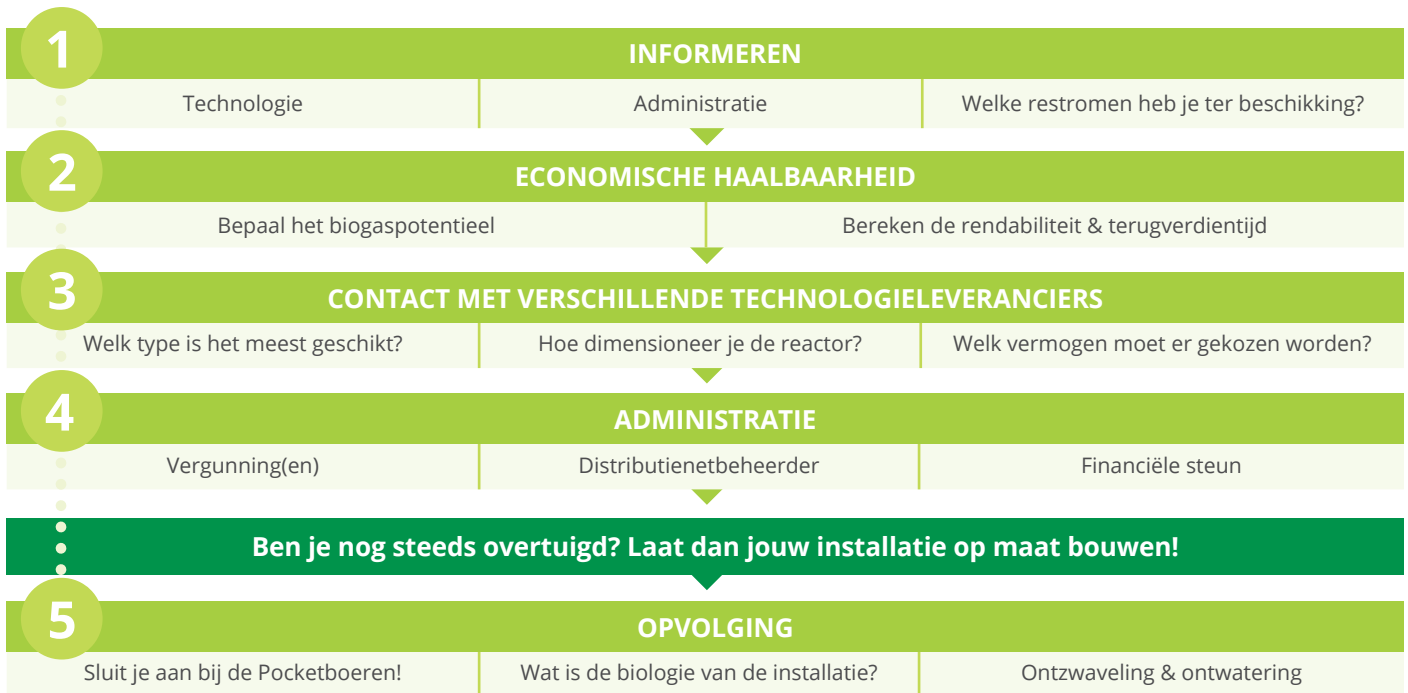 1
INFORMEREN
Technologie
Administratie
Welke restromen heb je ter beschikking?
2
ECONOMISCHE HAALBAARHEID
Bepaal het biogaspotentieel
Bereken de rendabiliteit & terugverdientijd
3
CONTACT MET VERSCHILLENDE TECHNOLOGIELEVERANCIERS
Welk type is het meest geschikt?
Hoe dimensioneer je de reactor?
Welk vermogen moet er gekozen worden?
4
ADMINISTRATIE
Vergunning(en)
Distributienetbeheerder
Financiële steun
Ben je nog steeds overtuigd? Laat dan jouw installatie op maat bouwen!
5
OPVOLGING
Sluit je aan bij de Pocketboeren!
Wat is de biologie van de installatie?
Ontzwaveling & ontwatering